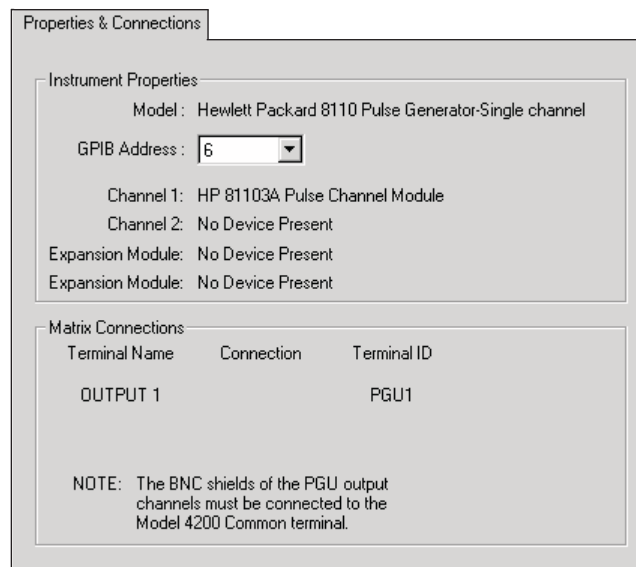 Properties & Connections
Instrument Properties
Model : Hewlett Packard 8110 Pulse Generator-Single channel
GPIB Address : 6
Channel 1: HP 81103A Pulse Channel Module
Channel 2: No Device Present
Expansion Module: No Device Present
Expansion Module: No Device Present
Matrix Connections
Terminal Name Connection Terminal ID
OUTPUT 1 PGU1
NOTE: The BNC shields of the PGU output
channels must be connected to the
Model 4200 Common terminal.